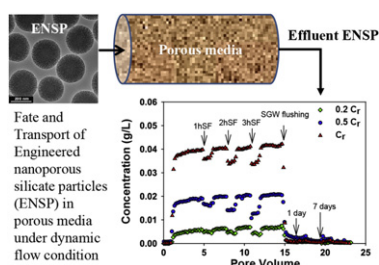 ENSP
Porous media
Effluent ENSP
Fate and
Transport of
Engineered
nanoporous
silicate particles
(ENSP) in
porous media
under dynamic
flow condition
Concentration (g/L)
0.06
0.05
0.04
0.03
0.02
0.01
0.00
1hSF
2hSF
3hSF
SGW flushing
0.2 Cr
0.5 Cr
Cr
1 day
7 days
0
5
10
15
20
25
Pore Volume